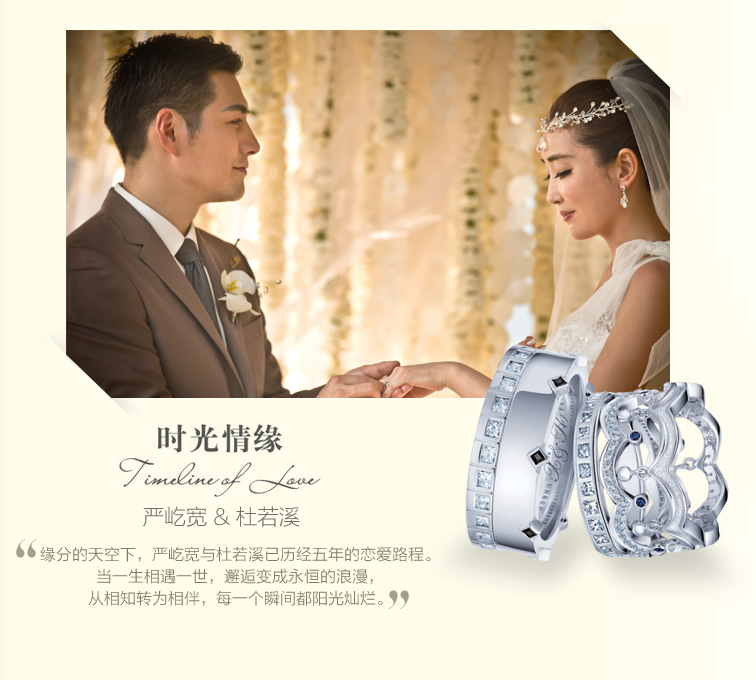 时光情缘
Timeline of Love
严屹宽 & 杜若溪
“缘分的天空下，严屹宽与杜若溪已历经五年的恋爱路程。
当一生相遇一世，邂逅变成永恒的浪漫，
从相知转为相伴，每一个瞬间都阳光灿烂。”